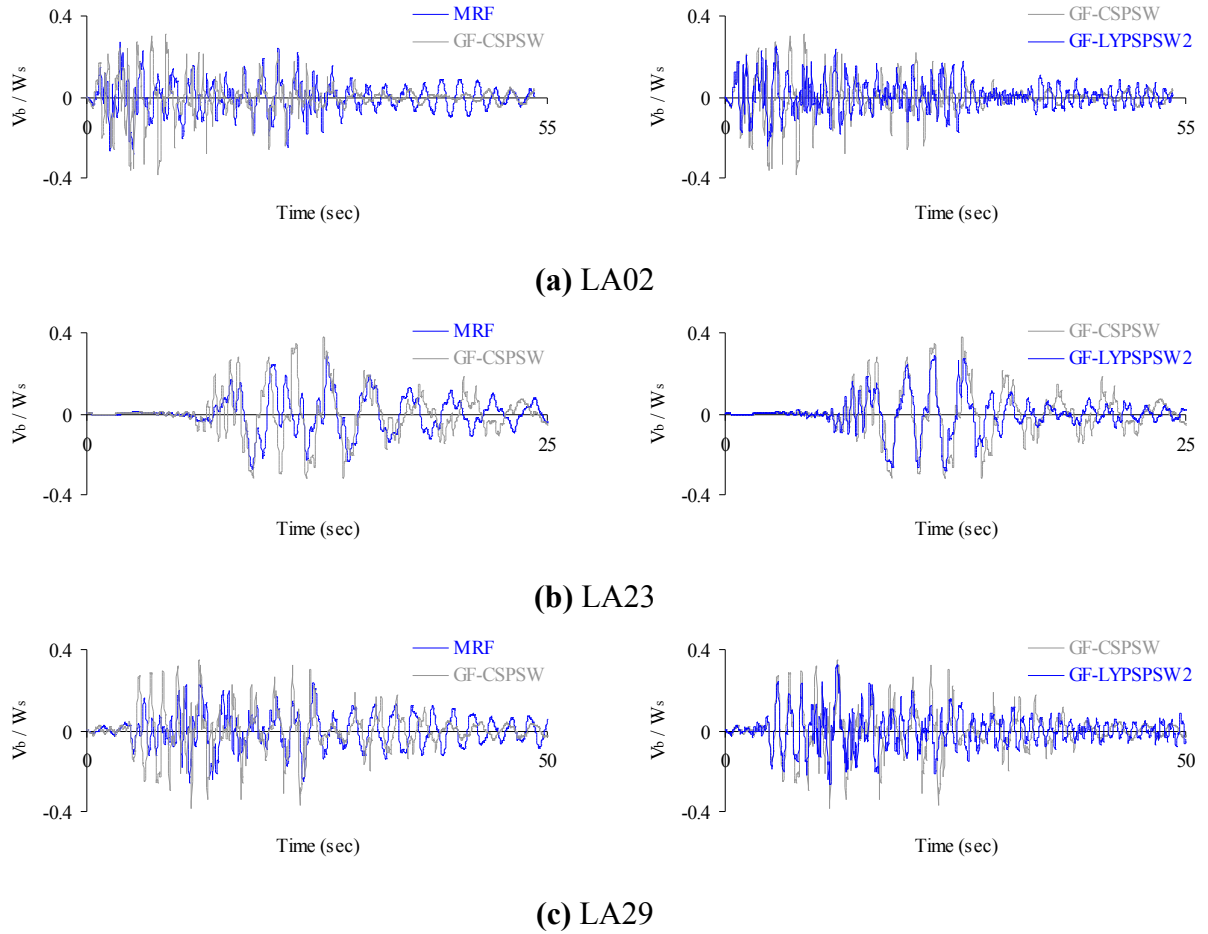 0.4
MRF
GF-CSPSW
Vb / Ws
0
0
55
-0.4
Time (sec)
0.4
GF-CSPSW
GF-LYPSPSW2
Vb / Ws
0
0
55
-0.4
Time (sec)
(a) LA02
0.4
MRF
GF-CSPSW
Vb / Ws
0
0
25
-0.4
Time (sec)
0.4
GF-CSPSW
GF-LYPSPSW2
Vb / Ws
0
0
25
-0.4
Time (sec)
(b) LA23
0.4
MRF
GF-CSPSW
Vb / Ws
0
0
50
-0.4
Time (sec)
0.4
GF-CSPSW
GF-LYPSPSW2
Vb / Ws
0
0
50
-0.4
Time (sec)
(c) LA29